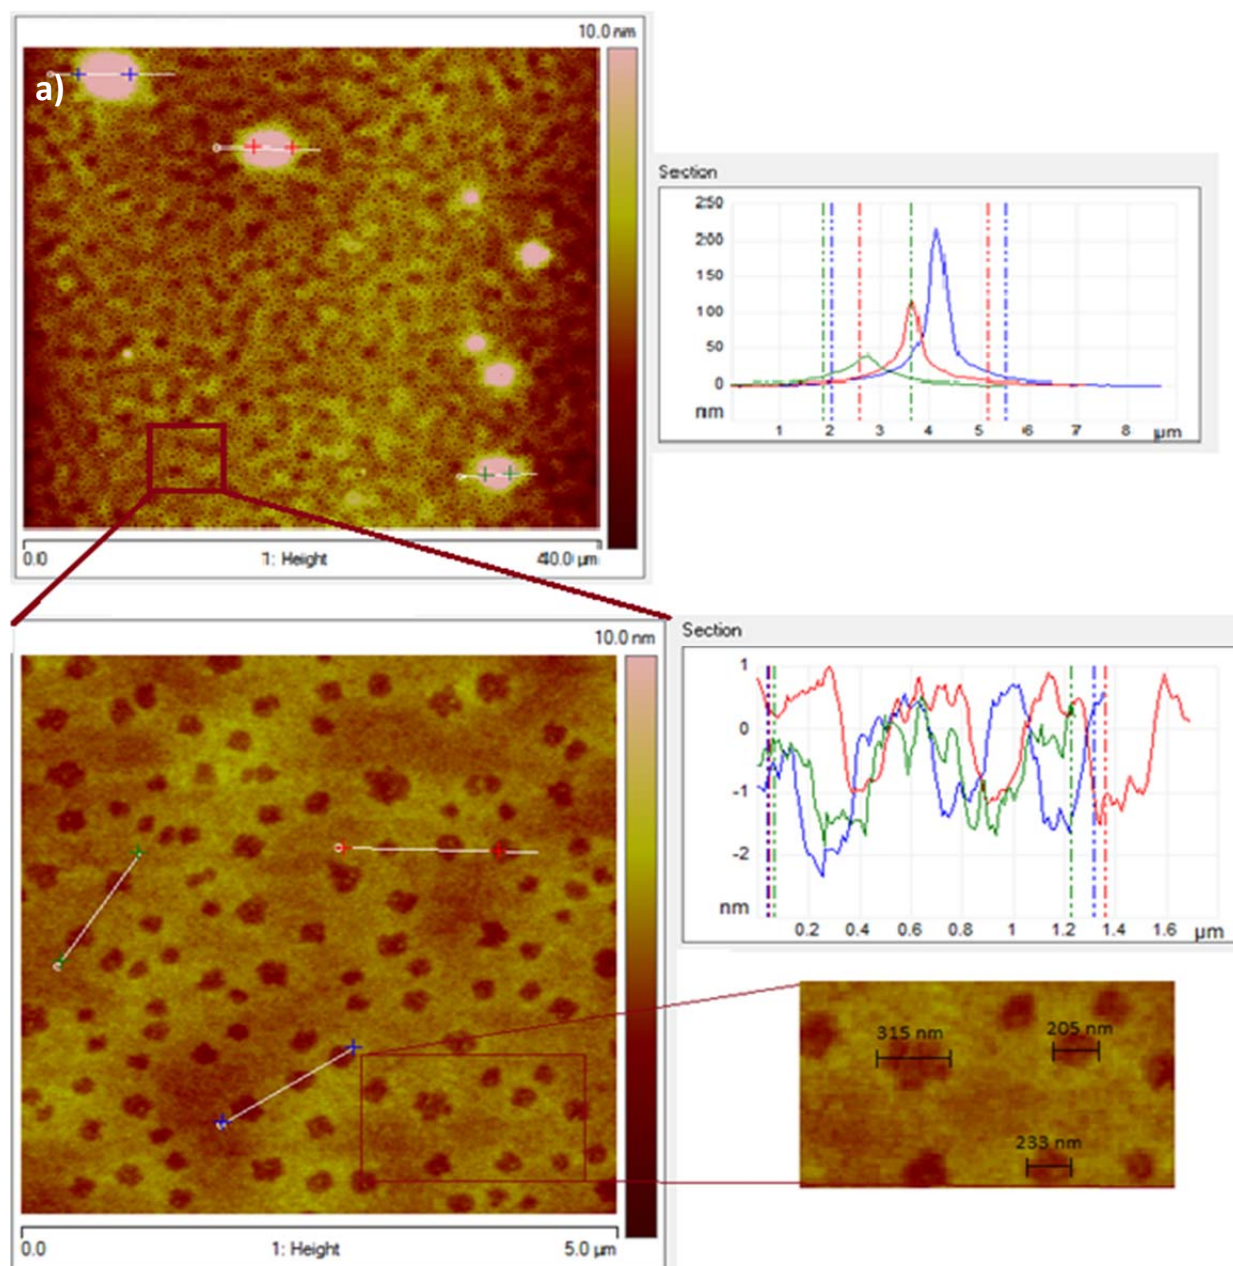 10.0 nm
a)
0.0 1: Height 40.0 µm
Section
250
200
150
100
50
0
nm
1 2 3 4 5 6 7 8 µm
10.0 nm
0.0 1: Height 5.0 µm
Section
1
0
-1
-2
nm
0.2 0.4 0.6 0.8 1 1.2 1.4 1.6 µm
315 nm 205 nm
233 nm